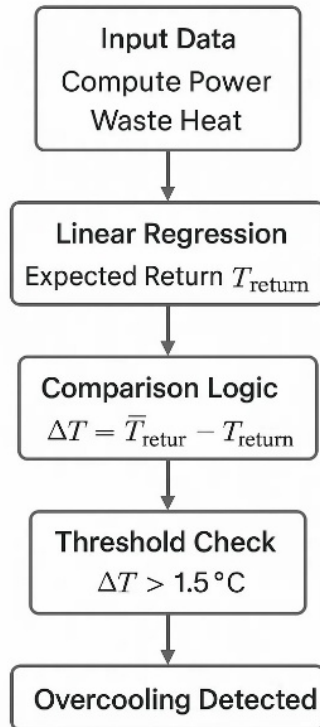 Input Data
Compute Power
Waste Heat
Linear Regression
Expected Return T_return
Comparison Logic
ΔT = T̅_retur − T_return
Threshold Check
ΔT > 1.5 °C
Overcooling Detected